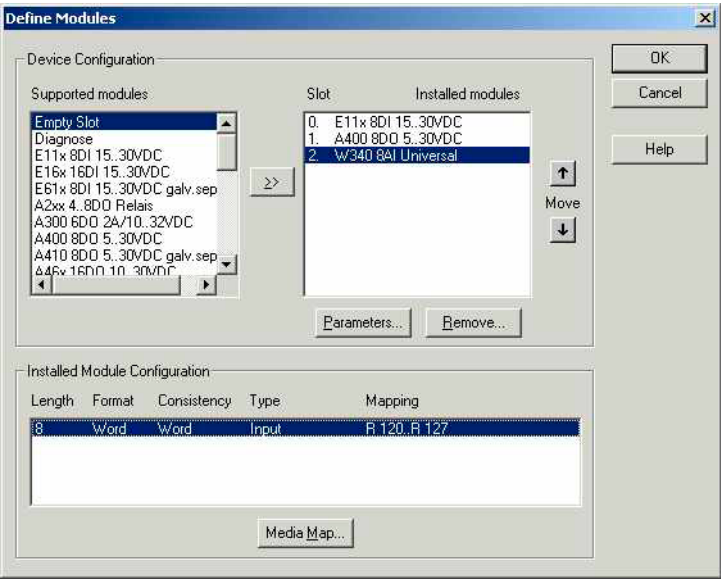 Define Modules
Device Configuration
Supported modules
Slot Installed modules
Empty Slot
Diagnose
E11x 8DI 15..30VDC
E16x 16DI 15..30VDC
E61x 8DI 15..30VDC galv.sep
A2xx 4..8DO Relais
A300 6DO 2A/10..32VDC
A400 8DO 5..30VDC
A410 8DO 5..30VDC galv.sep
A46x 16DO 10..30VDC
>>
0. E11x 8DI 15..30VDC
1. A400 8DO 5..30VDC
2. W340 8AI Universal
Move
Parameters...
Remove...
OK
Cancel
Help
Installed Module Configuration
Length Format Consistency Type Mapping
8 Word Word Input R 120..R 127
Media Map...